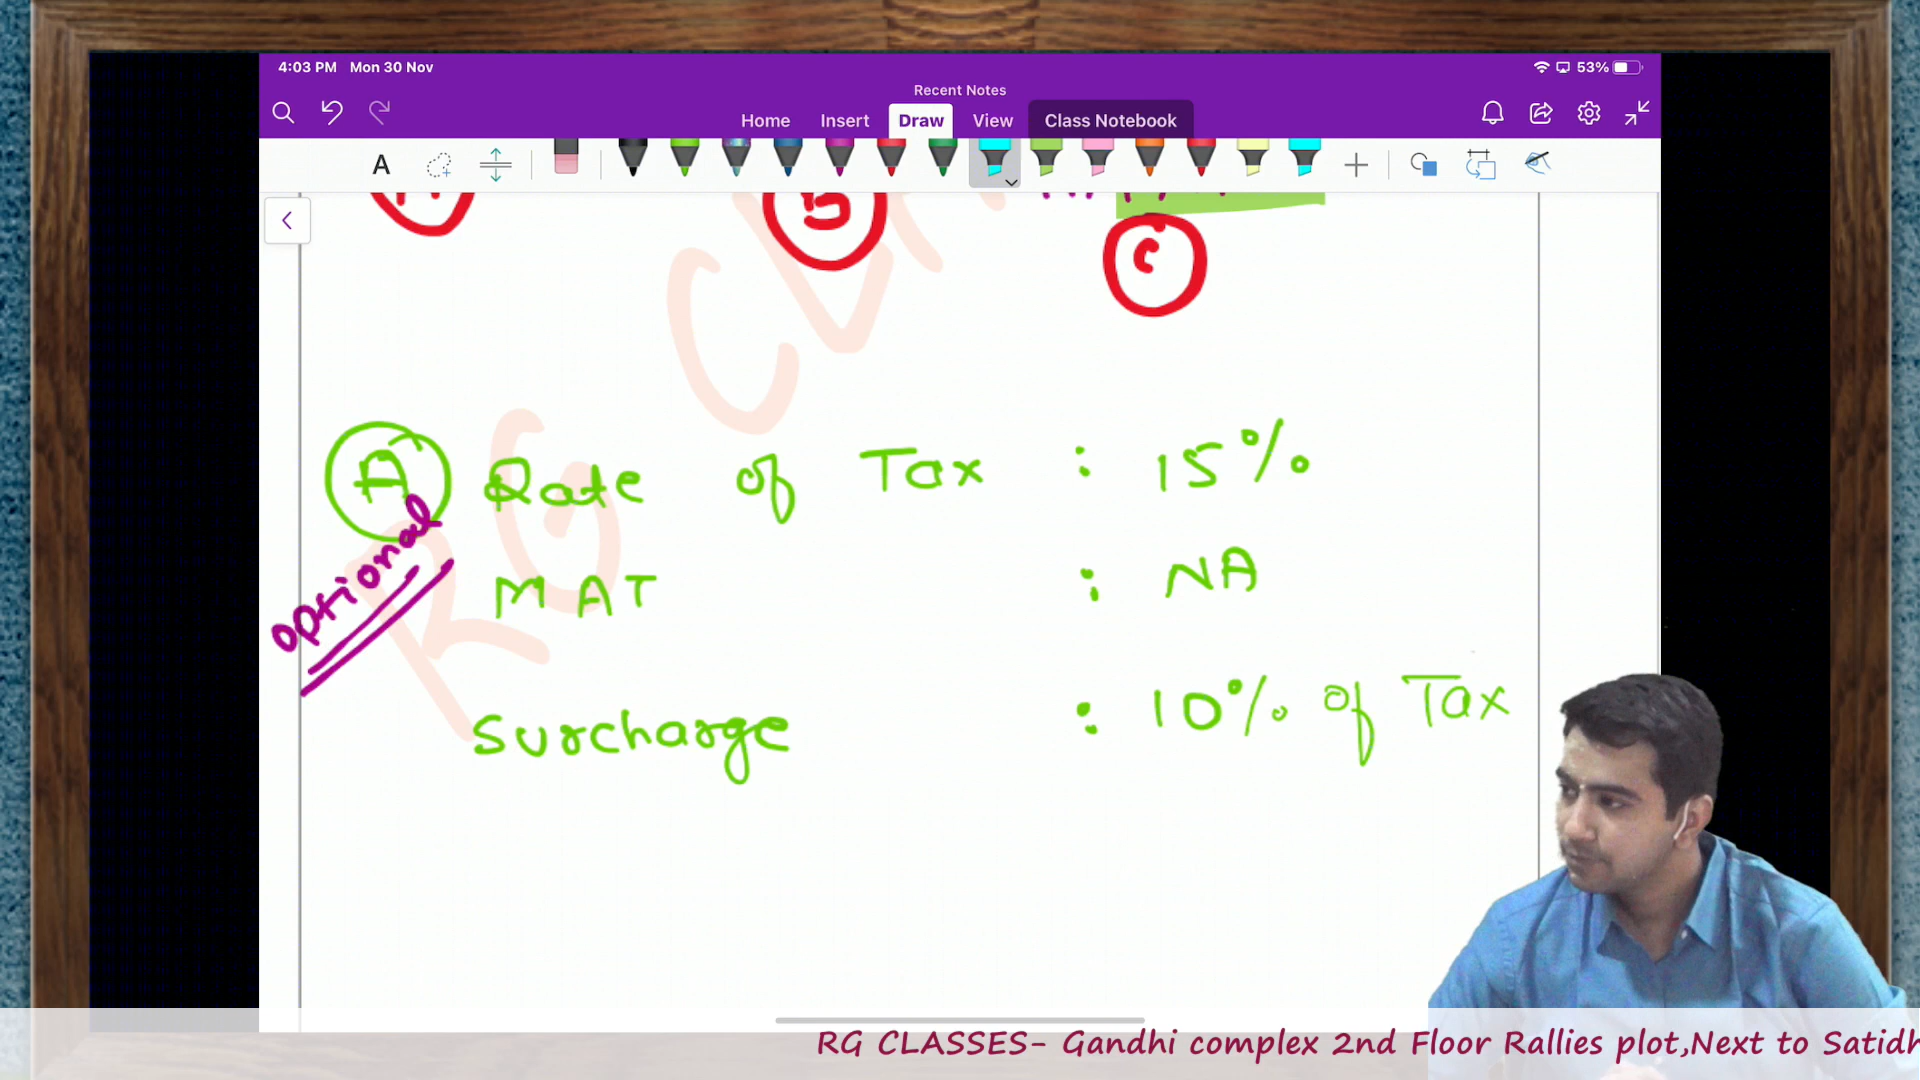 4:03 PM Mon 30 Nov
53%
Recent Notes
Home Insert Draw View Class Notebook
A
B
C
RG
A Rate of Tax : 15%
optional
MAT : NA
Surcharge : 10% of Tax
RG CLASSES- Gandhi complex 2nd Floor Rallies plot,Next to Satidh